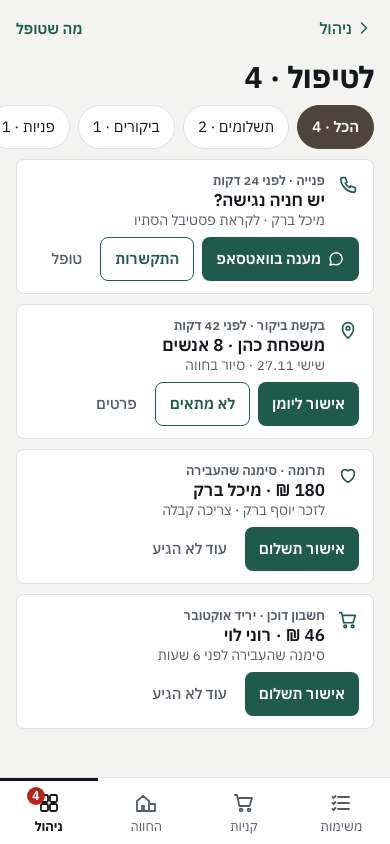 ניהול
מה שטופל
לטיפול · 4
הכל · 4
תשלומים · 2
ביקורים · 1
פניות · 1
פנייה · לפני 24 דקות
יש חניה נגישה?
מיכל ברק · לקראת פסטיבל הסתיו
מענה בוואטסאפ
התקשרות
טופל
בקשת ביקור · לפני 42 דקות
משפחת כהן · 8 אנשים
שישי 27.11 · סיור בחווה
אישור ליומן
לא מתאים
פרטים
תרומה · סימנה שהעבירה
180 ₪ · מיכל ברק
לזכר יוסף ברק · צריכה קבלה
אישור תשלום
עוד לא הגיע
חשבון דוכן · יריד אוקטובר
46 ₪ · רוני לוי
סימנה שהעבירה לפני 6 שעות
אישור תשלום
עוד לא הגיע
משימות
קניות
החווה
4
ניהול